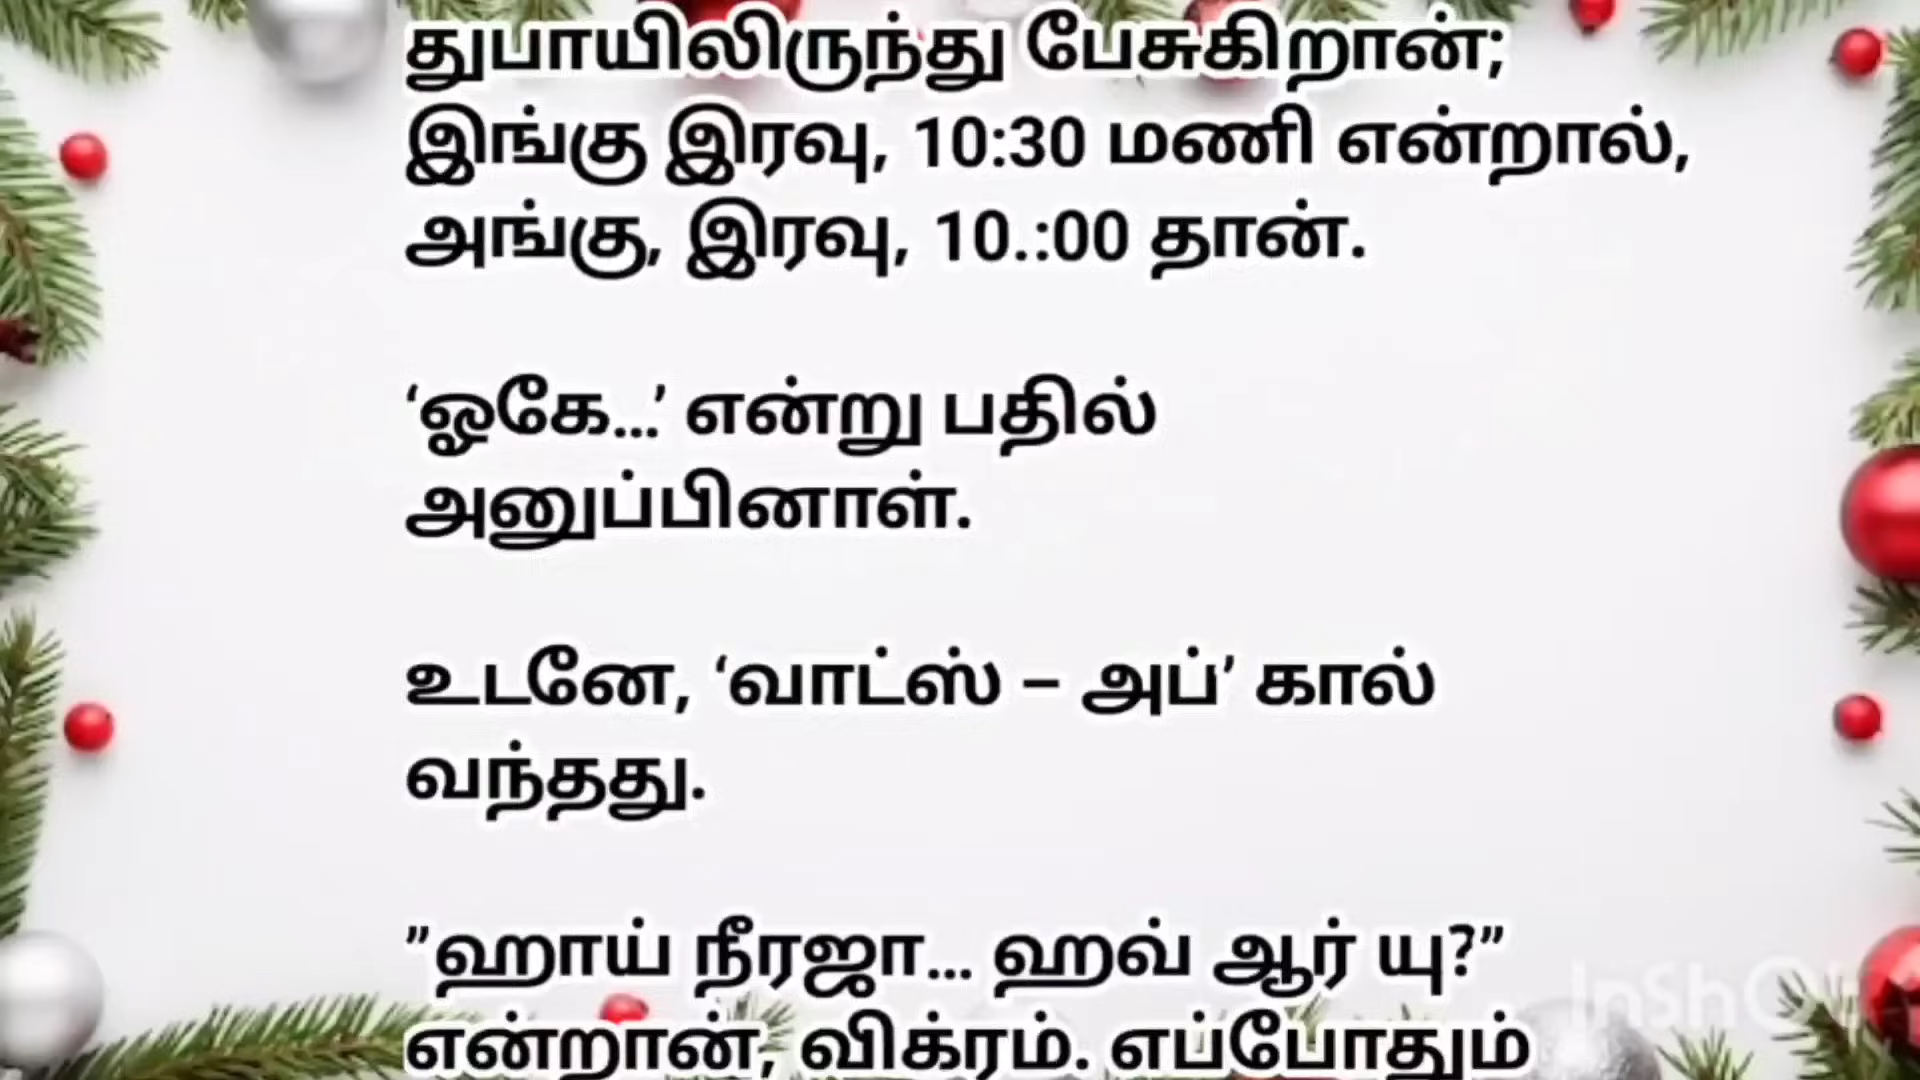 துபாயிலிருந்து பேசுகிறான்;
இங்கு இரவு, 10:30 மணி என்றால்,
அங்கு, இரவு, 10.:00 தான்.
‘ஓகே...’ என்று பதில்
அனுப்பினாள்.
உடனே, ‘வாட்ஸ் – அப்’ கால்
வந்தது.
”ஹாய் நீரஜா... ஹவ் ஆர் யு?”
என்றான், விக்ரம். எப்போதும்
InShOt